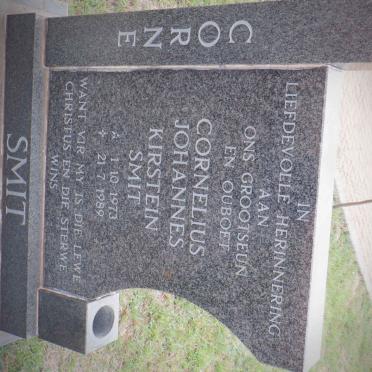 CORNE
IN
LIEFDEVOLLE HERINNERING
AAN
ONS GROOTSEUN
EN OUBOET
CORNELIUS
JOHANNES
KIRSTEIN
SMIT
* 1·10·1973
✝ 21·7·1989
WANT VIR MY IS DIE LEWE
CHRISTUS EN DIE STERWE
WINS
SMIT